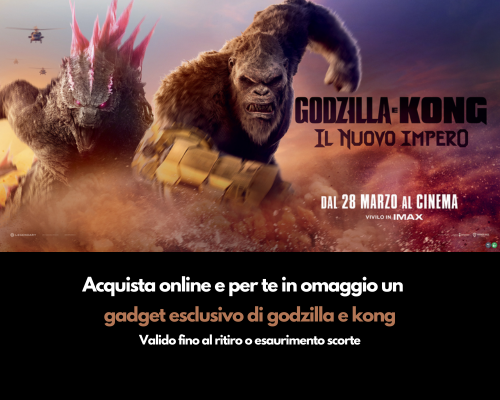 GODZILLA E KONG
IL NUOVO IMPERO
DAL 28 MARZO AL CINEMA
VIVILO IN IMAX
Acquista online e per te in omaggio un
gadget esclusivo di godzilla e kong
Valido fino al ritiro o esaurimento scorte